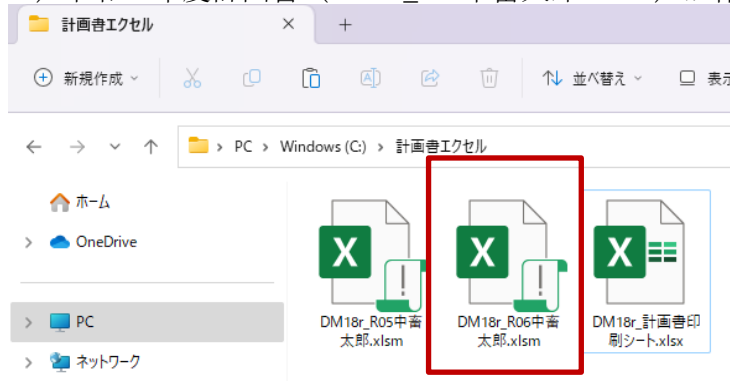 計画書エクセル
新規作成
並べ替え
表示
PC > Windows (C:) > 計画書エクセル
ホーム
OneDrive
PC
ネットワーク
DM18r_R05中畜
太郎.xlsm
DM18r_R06中畜
太郎.xlsm
DM18r_計画書印
刷シート.xlsx